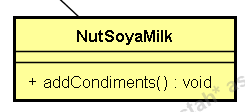 NutSoyaMilk
+ addCondiments() : void